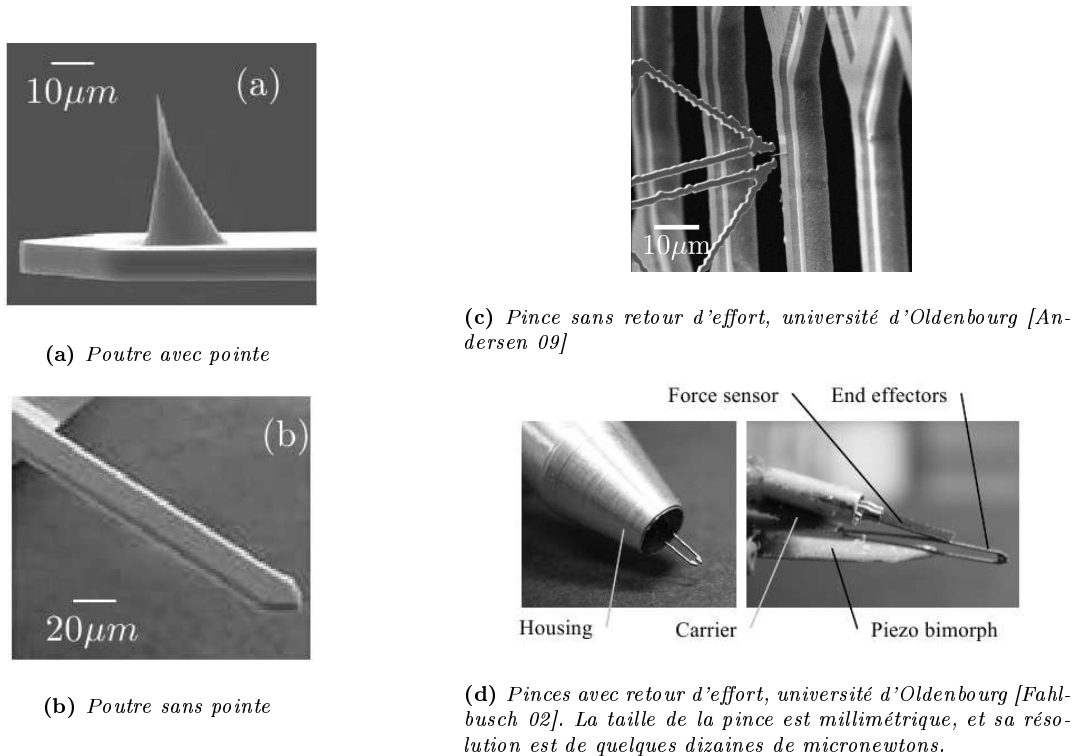 (a)
10μm
(a) Poutre avec pointe
(b)
20μm
(b) Poutre sans pointe
10μm
(c) Pince sans retour d'effort, université d'Oldenbourg [An-
dersen 09]
Force sensor
End effectors
Housing
Carrier
Piezo bimorph
(d) Pinces avec retour d'effort, université d'Oldenbourg [Fahl-
busch 02]. La taille de la pince est millimétrique, et sa réso-
lution est de quelques dizaines de micronewtons.